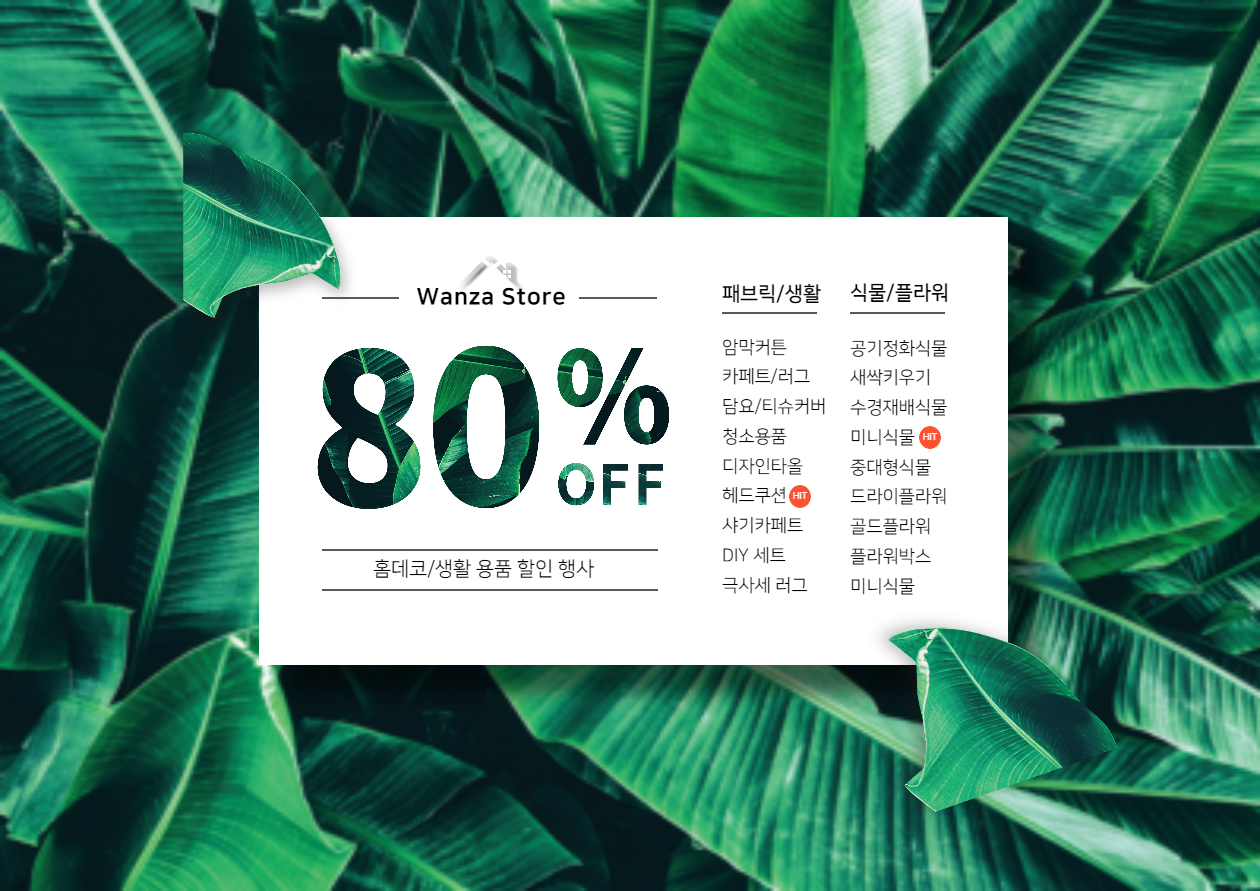 Wanza Store
80%
OFF
홈데코/생활 용품 할인 행사
패브릭/생활
암막커튼
카페트/러그
담요/티슈커버
청소용품
디자인타올
헤드쿠션 HIT
샤기카페트
DIY 세트
극사세 러그
식물/플라워
공기정화식물
새싹키우기
수경재배식물
미니식물 HIT
중대형식물
드라이플라워
골드플라워
플라워박스
미니식물